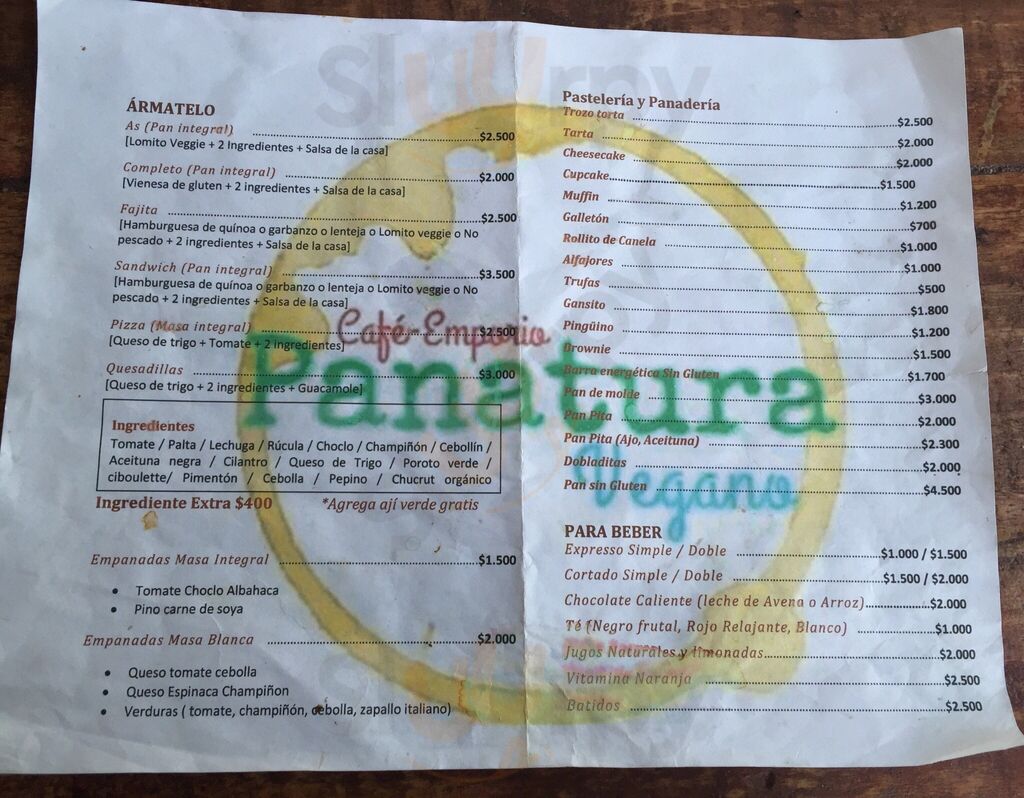 ÁRMATELO
As (Pan integral) ........ $2.500
[Lomito Veggie + 2 Ingredientes + Salsa de la casa]
Completo (Pan integral) ........ $2.000
[Vienesa de gluten + 2 ingredientes + Salsa de la casa]
Fajita ........ $2.500
[Hamburguesa de quínoa o garbanzo o lenteja o Lomito veggie o No
pescado + 2 ingredientes + Salsa de la casa]
Sandwich (Pan integral) ........ $3.500
[Hamburguesa de quínoa o garbanzo o lenteja o Lomito veggie o No
pescado + 2 ingredientes + Salsa de la casa]
Pizza (Masa integral) ........ $2.500
[Queso de trigo + Tomate + 2 ingredientes]
Quesadillas ........ $3.000
[Queso de trigo + 2 ingredientes + Guacamole]
Ingredientes
Tomate / Palta / Lechuga / Rúcula / Choclo / Champiñón / Cebollín /
Aceituna negra / Cilantro / Queso de Trigo / Poroto verde /
ciboulette/ Pimentón / Cebolla / Pepino / Chucrut orgánico
Ingrediente Extra $400 *Agrega ají verde gratis
Empanadas Masa Integral ........ $1.500
• Tomate Choclo Albahaca
• Pino carne de soya
Empanadas Masa Blanca ........ $2.000
• Queso tomate cebolla
• Queso Espinaca Champiñon
• Verduras ( tomate, champiñón, cebolla, zapallo italiano)
Pastelería y Panadería
Trozo torta ........ $2.500
Tarta ........ $2.000
Cheesecake ........ $2.000
Cupcake ........ $1.500
Muffin ........ $1.200
Galletón ........ $700
Rollito de Canela ........ $1.000
Alfajores ........ $1.000
Trufas ........ $500
Gansito ........ $1.800
Pingüino ........ $1.200
Brownie ........ $1.500
Barra energética Sin Gluten ........ $1.700
Pan de molde ........ $3.000
Pan Pita ........ $2.000
Pan Pita (Ajo, Aceituna) ........ $2.300
Dobladitas ........ $2.000
Pan sin Gluten ........ $4.500
PARA BEBER
Expresso Simple / Doble ........ $1.000 / $1.500
Cortado Simple / Doble ........ $1.500 / $2.000
Chocolate Caliente (leche de Avena o Arroz) ........ $2.000
Té (Negro frutal, Rojo Relajante, Blanco) ........ $1.000
Jugos Naturales y limonadas ........ $2.000
Vitamina Naranja ........ $2.500
Batidos ........ $2.500
Café Emporio
Panatura
Vegano
Sluurpy